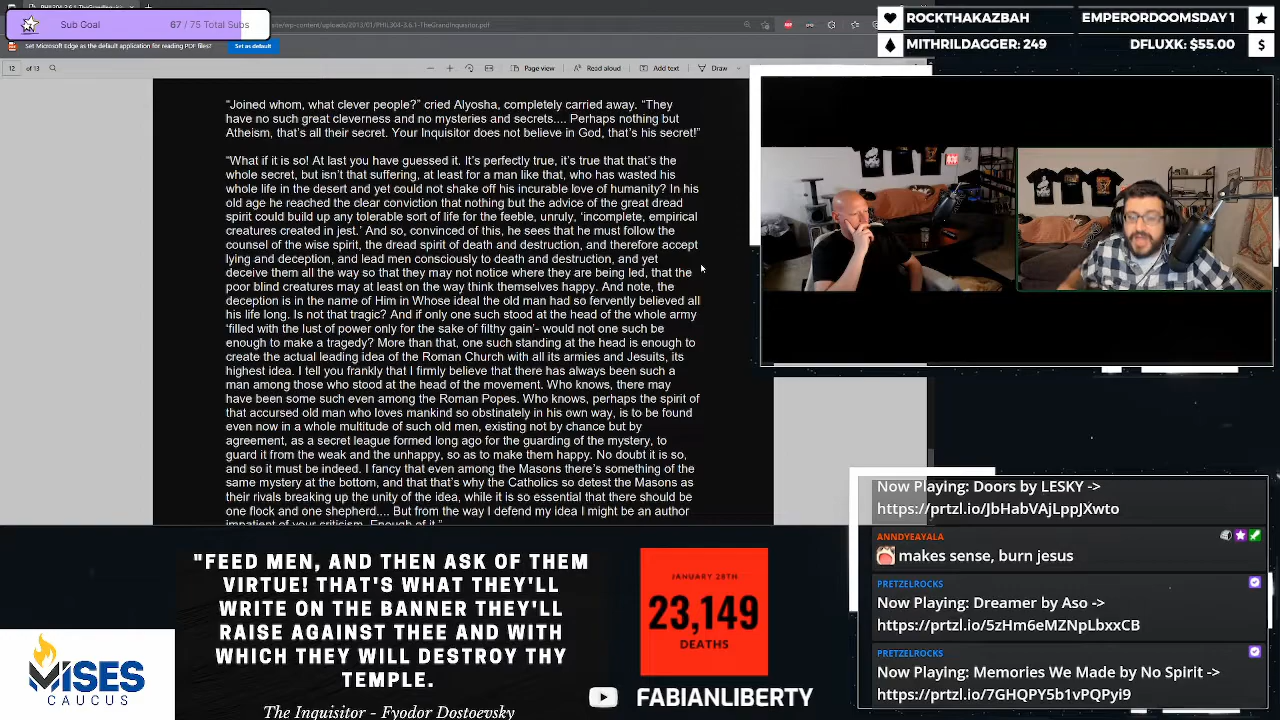 Sub Goal 67 / 75 Total Subs
site/mp-content/uploads/2013/01/PHIL304-3.6.1-TheGrandInquisitor.pdf
Set Microsoft Edge as the default application for reading PDF files? Set as default
12 of 13 Page view Read aloud Add text Draw
“Joined whom, what clever people?” cried Alyosha, completely carried away. “They
have no such great cleverness and no mysteries and secrets.... Perhaps nothing but
Atheism, that’s all their secret. Your Inquisitor does not believe in God, that’s his secret!”
“What if it is so! At last you have guessed it. It’s perfectly true, it’s true that that’s the
whole secret, but isn’t that suffering, at least for a man like that, who has wasted his
whole life in the desert and yet could not shake off his incurable love of humanity? In his
old age he reached the clear conviction that nothing but the advice of the great dread
spirit could build up any tolerable sort of life for the feeble, unruly, ‘incomplete, empirical
creatures created in jest.’ And so, convinced of this, he sees that he must follow the
counsel of the wise spirit, the dread spirit of death and destruction, and therefore accept
lying and deception, and lead men consciously to death and destruction, and yet
deceive them all the way so that they may not notice where they are being led, that the
poor blind creatures may at least on the way think themselves happy. And note, the
deception is in the name of Him in Whose ideal the old man had so fervently believed all
his life long. Is not that tragic? And if only one such stood at the head of the whole army
‘filled with the lust of power only for the sake of filthy gain’- would not one such be
enough to make a tragedy? More than that, one such standing at the head is enough to
create the actual leading idea of the Roman Church with all its armies and Jesuits, its
highest idea. I tell you frankly that I firmly believe that there has always been such a
man among those who stood at the head of the movement. Who knows, there may
have been some such even among the Roman Popes. Who knows, perhaps the spirit of
that accursed old man who loves mankind so obstinately in his own way, is to be found
even now in a whole multitude of such old men, existing not by chance but by
agreement, as a secret league formed long ago for the guarding of the mystery, to
guard it from the weak and the unhappy, so as to make them happy. No doubt it is so,
and so it must be indeed. I fancy that even among the Masons there’s something of the
same mystery at the bottom, and that that’s why the Catholics so detest the Masons as
their rivals breaking up the unity of the idea, while it is so essential that there should be
one flock and one shepherd.... But from the way I defend my idea I might be an author
impatient of your criticism. Enough of it.”
ROCKTHAKAZBAH EMPERORDOOMSDAY 1
MITHRILDAGGER: 249 DFLUXK: $55.00
Now Playing: Doors by LESKY ->
https://prtzl.io/JbHabVAjLppJXwto
ANNDYEAYALA
makes sense, burn jesus
PRETZELROCKS
Now Playing: Dreamer by Aso ->
https://prtzl.io/5zHm6eMZNpLbxxCB
PRETZELROCKS
Now Playing: Memories We Made by No Spirit ->
https://prtzl.io/7GHQPY5b1vPQPyi9
"FEED MEN, AND THEN ASK OF THEM
VIRTUE! THAT'S WHAT THEY'LL
WRITE ON THE BANNER THEY'LL
RAISE AGAINST THEE AND WITH
WHICH THEY WILL DESTROY THY
TEMPLE.
The Inquisitor - Fyodor Dostoevsky
MISES
CAUCUS
JANUARY 28TH
23,149
DEATHS
FABIANLIBERTY